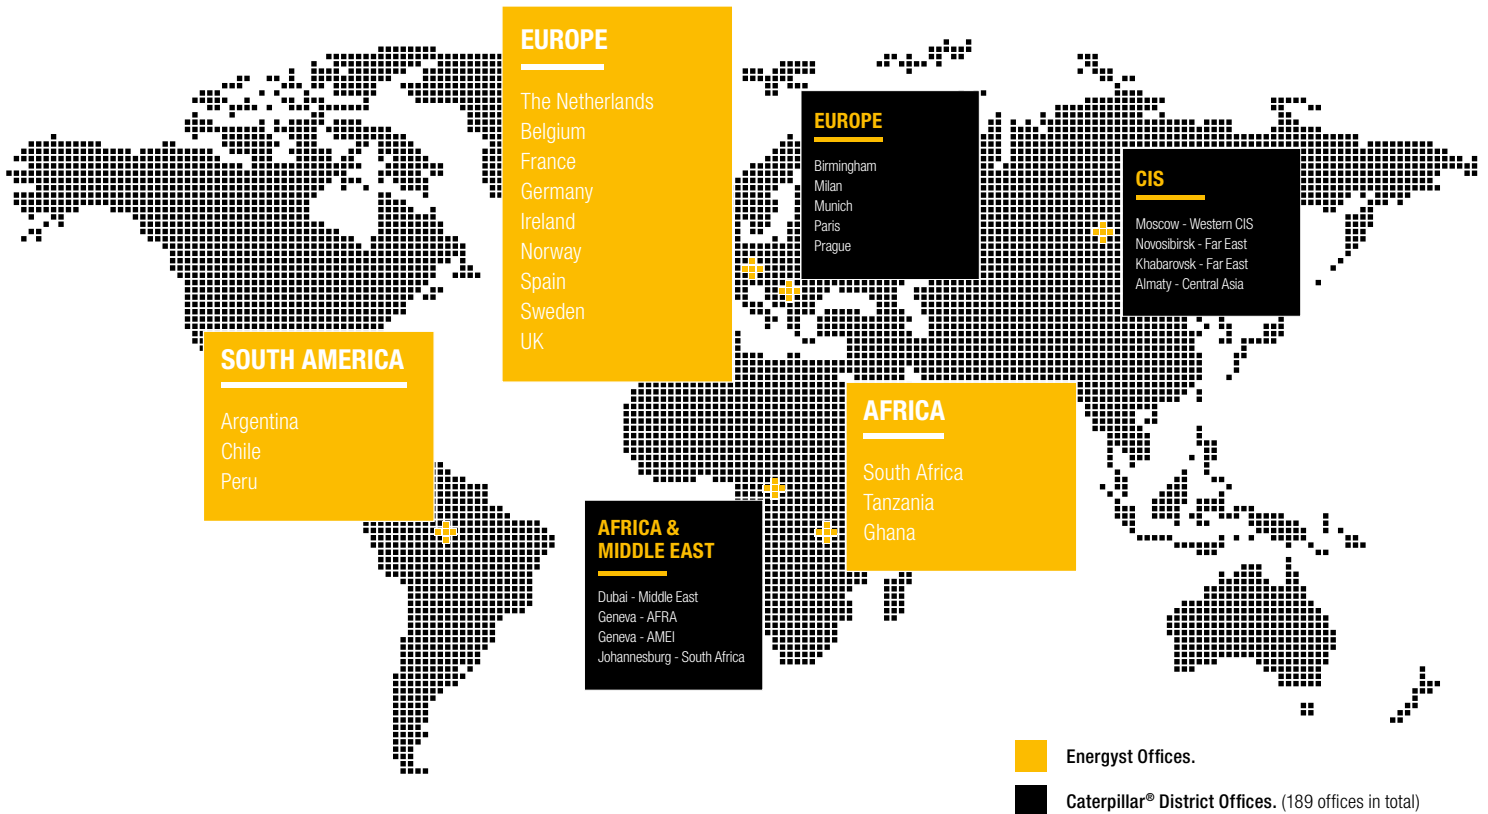 EUROPE
The Netherlands
Belgium
France
Germany
Ireland
Norway
Spain
Sweden
UK
EUROPE
Birmingham
Milan
Munich
Paris
Prague
CIS
Moscow - Western CIS
Novosibirsk - Far East
Khabarovsk - Far East
Almaty - Central Asia
SOUTH AMERICA
Argentina
Chile
Peru
AFRICA
South Africa
Tanzania
Ghana
AFRICA &
MIDDLE EAST
Dubai - Middle East
Geneva - AFRA
Geneva - AMEI
Johannesburg - South Africa
Energyst Offices.
Caterpillar® District Offices. (189 offices in total)